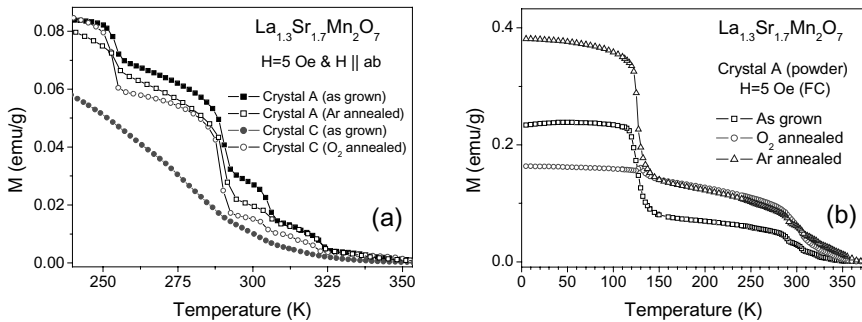 La1.3Sr1.7Mn2O7
H=5 Oe & H || ab
Crystal A (as grown)
Crystal A (Ar annealed)
Crystal C (as grown)
Crystal C (O2 annealed)
(a)
M (emu/g)
0.08
0.06
0.04
0.02
0.00
250
275
300
325
350
Temperature (K)
La1.3Sr1.7Mn2O7
Crystal A (powder)
H=5 Oe (FC)
As grown
O2 annealed
Ar annealed
(b)
M (emu/g)
0.4
0.2
0.0
0 50 100 150 200 250 300 350
Temperature (K)